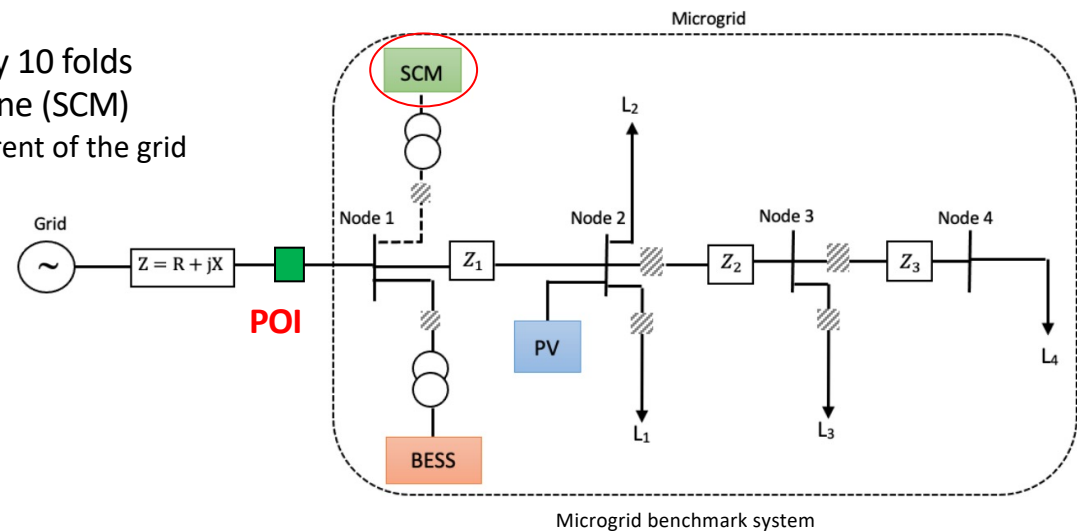 Microgrid
y 10 folds
ne (SCM)
rent of the grid
SCM
L2
Grid
Node 1
Node 2
Node 3
Node 4
~
Z = R + jX
Z1
Z2
Z3
POI
PV
L4
L1
L3
BESS
Microgrid benchmark system